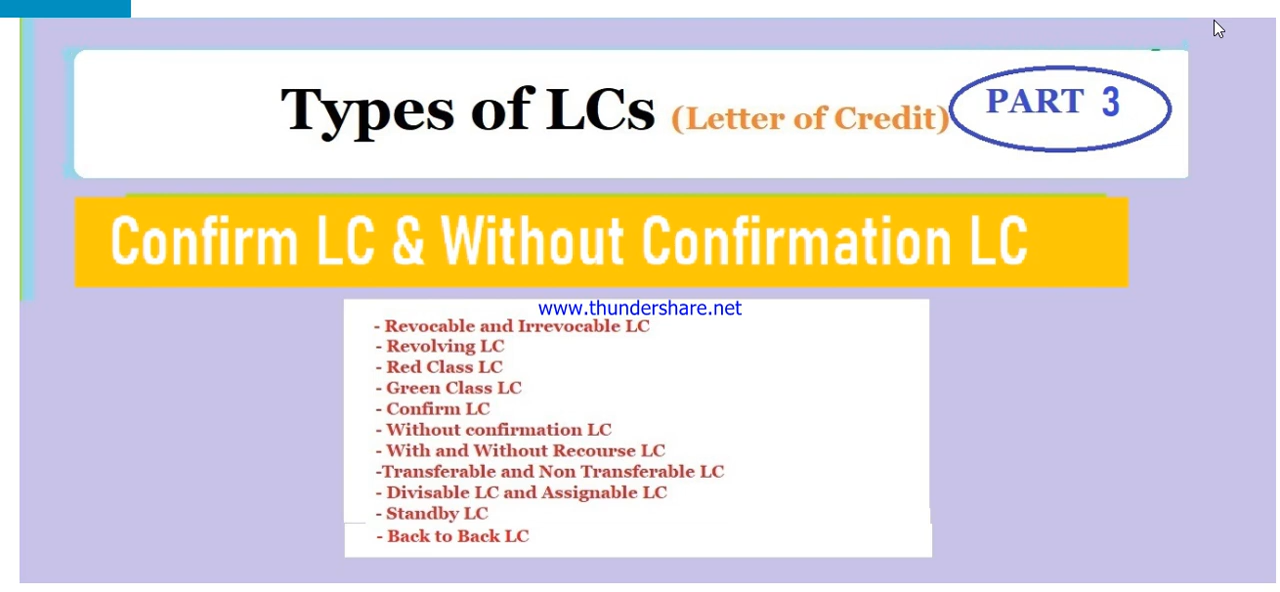 Types of LCs (Letter of Credit) PART 3
Confirm LC & Without Confirmation LC
www.thundershare.net
- Revocable and Irrevocable LC
- Revolving LC
- Red Class LC
- Green Class LC
- Confirm LC
- Without confirmation LC
- With and Without Recourse LC
-Transferable and Non Transferable LC
- Divisable LC and Assignable LC
- Standby LC
- Back to Back LC